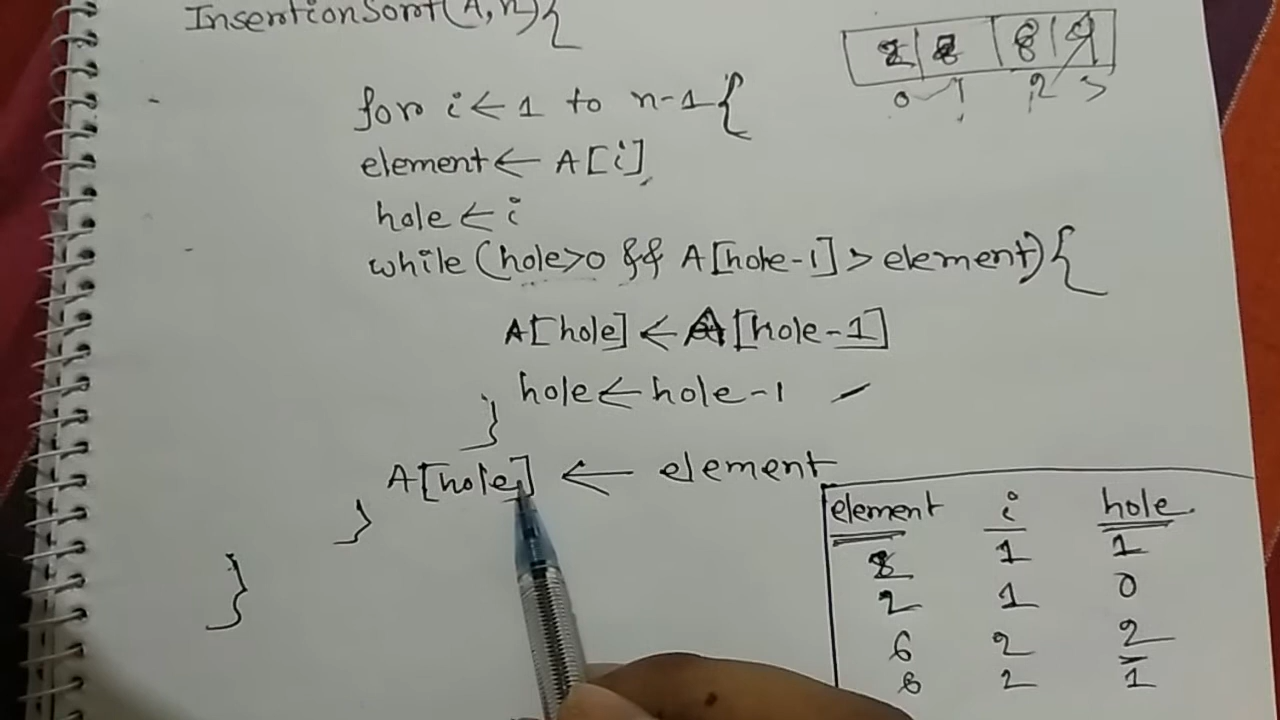 InsertionSort(A,n){
for i ← 1 to n-1{
element ← A[i]
hole ← i
while (hole>0 && A[hole-1] > element){
A[hole] ← A[hole-1]
hole ← hole-1
}
A[hole] ← element
}
}
0 1 2 3
element i hole
1 1
2 1 0
6 2 2
6 2 1